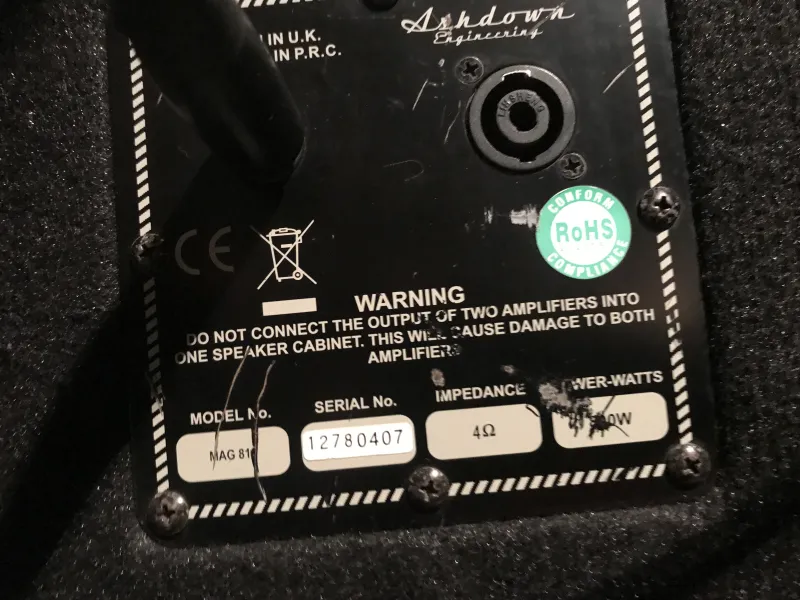 Ashdown
Engineering
IN U.K.
IN P.R.C.
LINSHENG
CONFORM
RoHS
COMPLIANCE
CE
WARNING
DO NOT CONNECT THE OUTPUT OF TWO AMPLIFIERS INTO
ONE SPEAKER CABINET. THIS WILL CAUSE DAMAGE TO BOTH
AMPLIFIERS
MODEL No.
SERIAL No.
IMPEDANCE
WER-WATTS
MAG 81
12780407
4Ω
00W